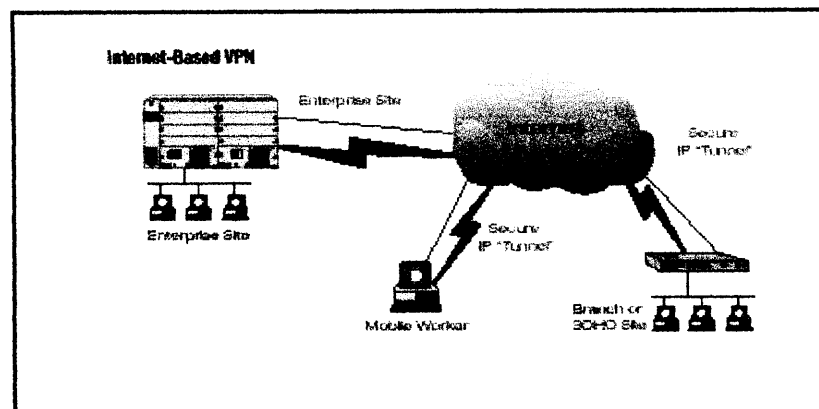 Internet-Based VPN
Enterprise Site
Secure
IP "Tunnel"
Enterprise Site
Secure
IP "Tunnel"
Mobile Worker
Branch or
SOHO Site